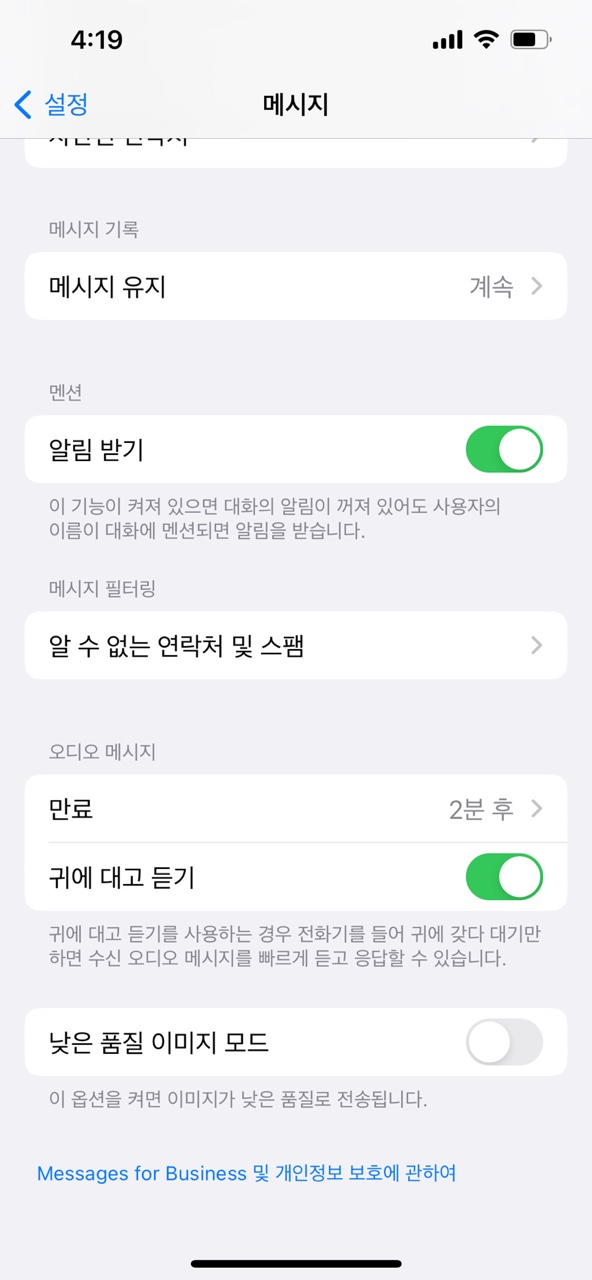 4:19
설정
메시지
메시지 기록
메시지 유지 계속
멘션
알림 받기
이 기능이 켜져 있으면 대화의 알림이 꺼져 있어도 사용자의
이름이 대화에 멘션되면 알림을 받습니다.
메시지 필터링
알 수 없는 연락처 및 스팸
오디오 메시지
만료 2분 후
귀에 대고 듣기
귀에 대고 듣기를 사용하는 경우 전화기를 들어 귀에 갖다 대기만
하면 수신 오디오 메시지를 빠르게 듣고 응답할 수 있습니다.
낮은 품질 이미지 모드
이 옵션을 켜면 이미지가 낮은 품질로 전송됩니다.
Messages for Business 및 개인정보 보호에 관하여